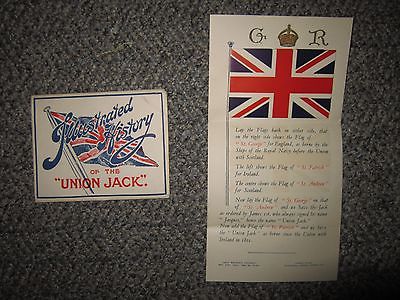 Illustrated
History
OF THE
"UNION JACK".
G R
Lay the Flags back on either side, that
on the right side shows the Flag of
"St. George" for England, as borne by the
Ships of the Royal Navy before the Union
with Scotland.
The left shows the Flag of "St. Patrick"
for Ireland.
The centre shows the Flag of "St. Andrew"
for Scotland.
Now lay the Flag of "St. George" on that
of "St. Andrew" and we have the Jack
as ordered by James 1st, who always signed his name
"Jacques," hence the name "Union Jack."
Now add the Flag of "St. Patrick" and we have
the "Union Jack" as borne since the Union with
Ireland in 1801.